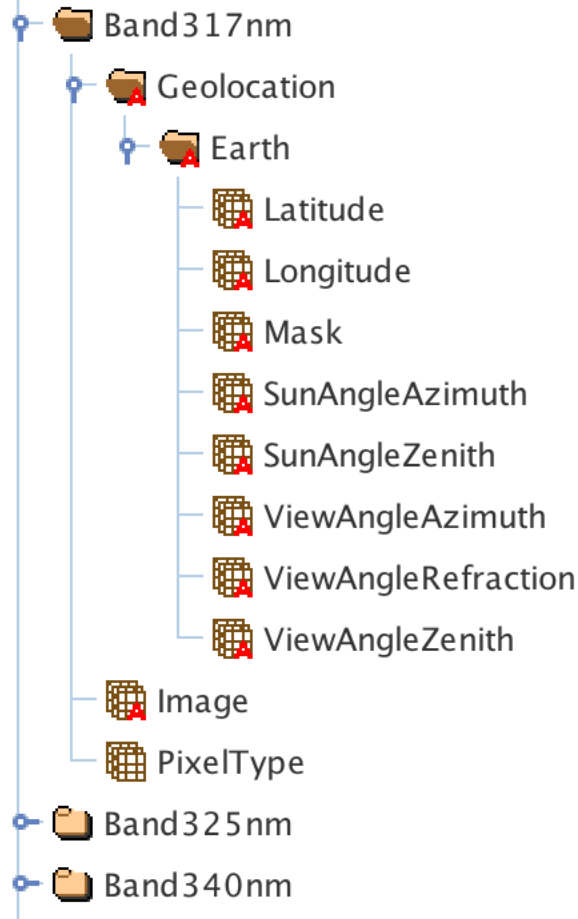 Band317nm
Geolocation
Earth
Latitude
Longitude
Mask
SunAngleAzimuth
SunAngleZenith
ViewAngleAzimuth
ViewAngleRefraction
ViewAngleZenith
Image
PixelType
Band325nm
Band340nm